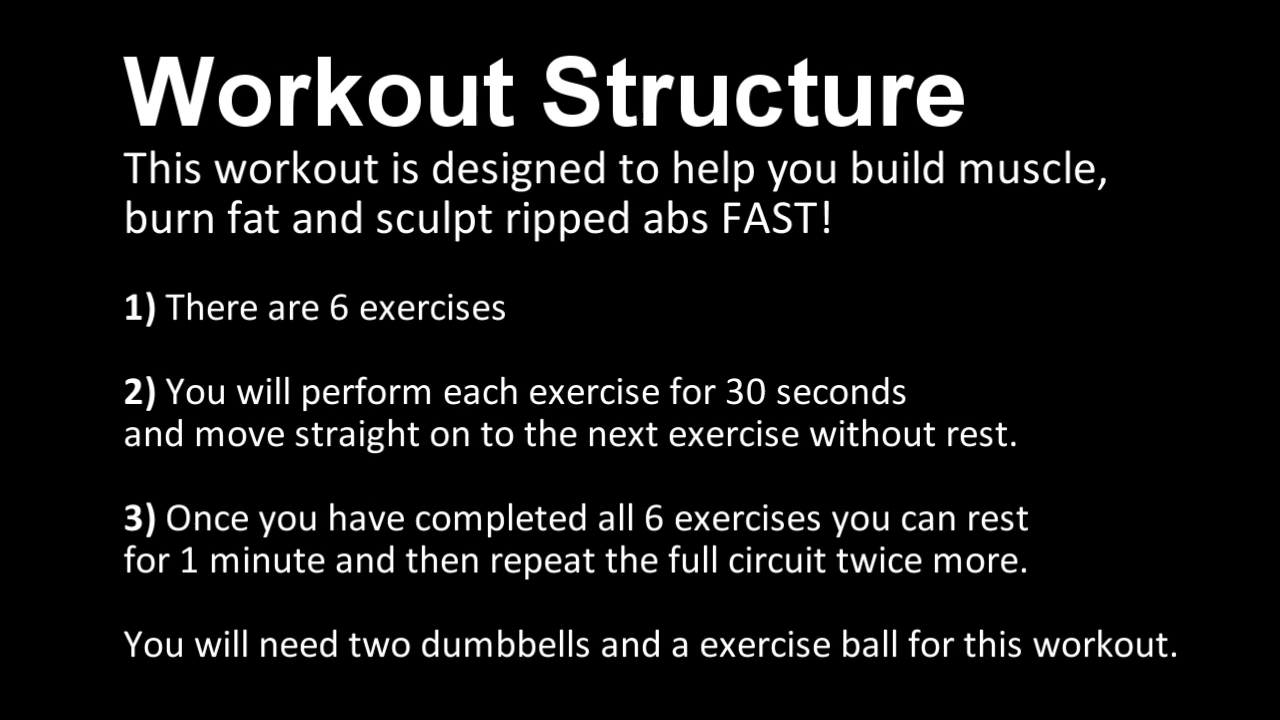 Workout Structure
This workout is designed to help you build muscle,
burn fat and sculpt ripped abs FAST!
1) There are 6 exercises
2) You will perform each exercise for 30 seconds
and move straight on to the next exercise without rest.
3) Once you have completed all 6 exercises you can rest
for 1 minute and then repeat the full circuit twice more.
You will need two dumbbells and a exercise ball for this workout.